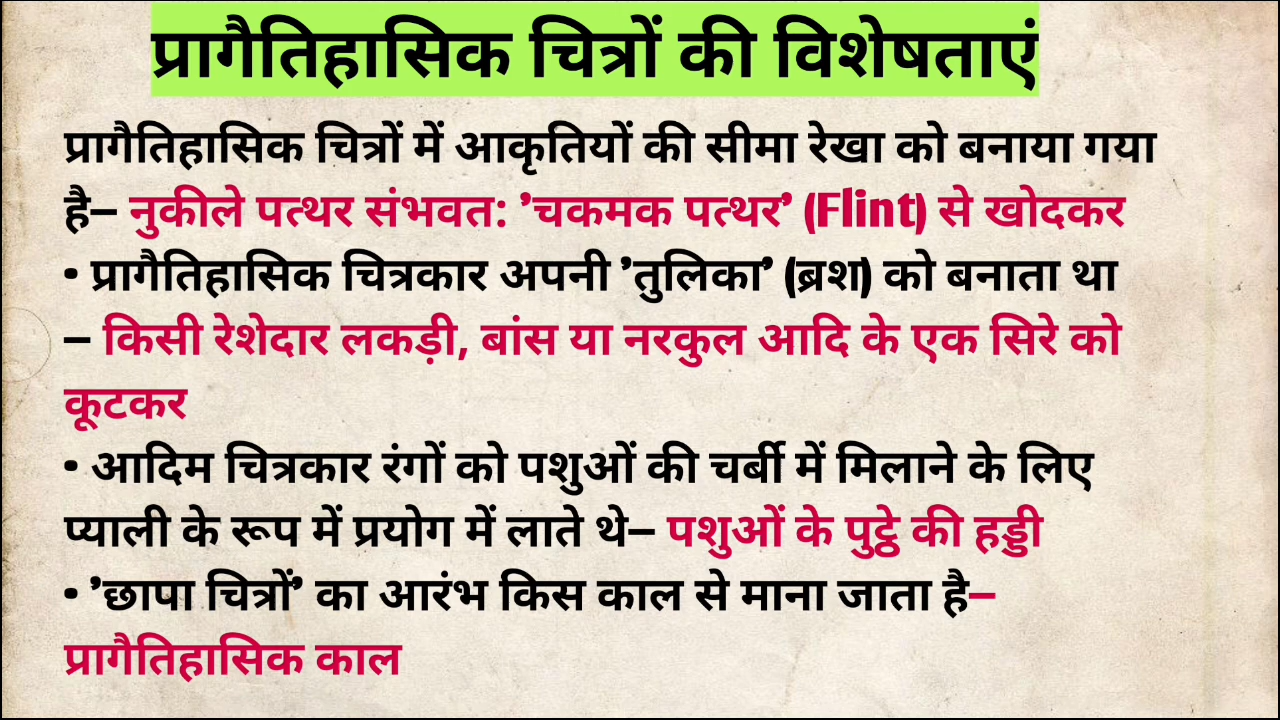 प्रागैतिहासिक चित्रों की विशेषताएं
प्रागैतिहासिक चित्रों में आकृतियों की सीमा रेखा को बनाया गया
है– नुकीले पत्थर संभवत: ’चकमक पत्थर’ (Flint) से खोदकर
• प्रागैतिहासिक चित्रकार अपनी ’तुलिका’ (ब्रश) को बनाता था
– किसी रेशेदार लकड़ी, बांस या नरकुल आदि के एक सिरे को
कूटकर
• आदिम चित्रकार रंगों को पशुओं की चर्बी में मिलाने के लिए
प्याली के रूप में प्रयोग में लाते थे– पशुओं के पुट्ठे की हड्डी
• ’छापा चित्रों’ का आरंभ किस काल से माना जाता है–
प्रागैतिहासिक काल